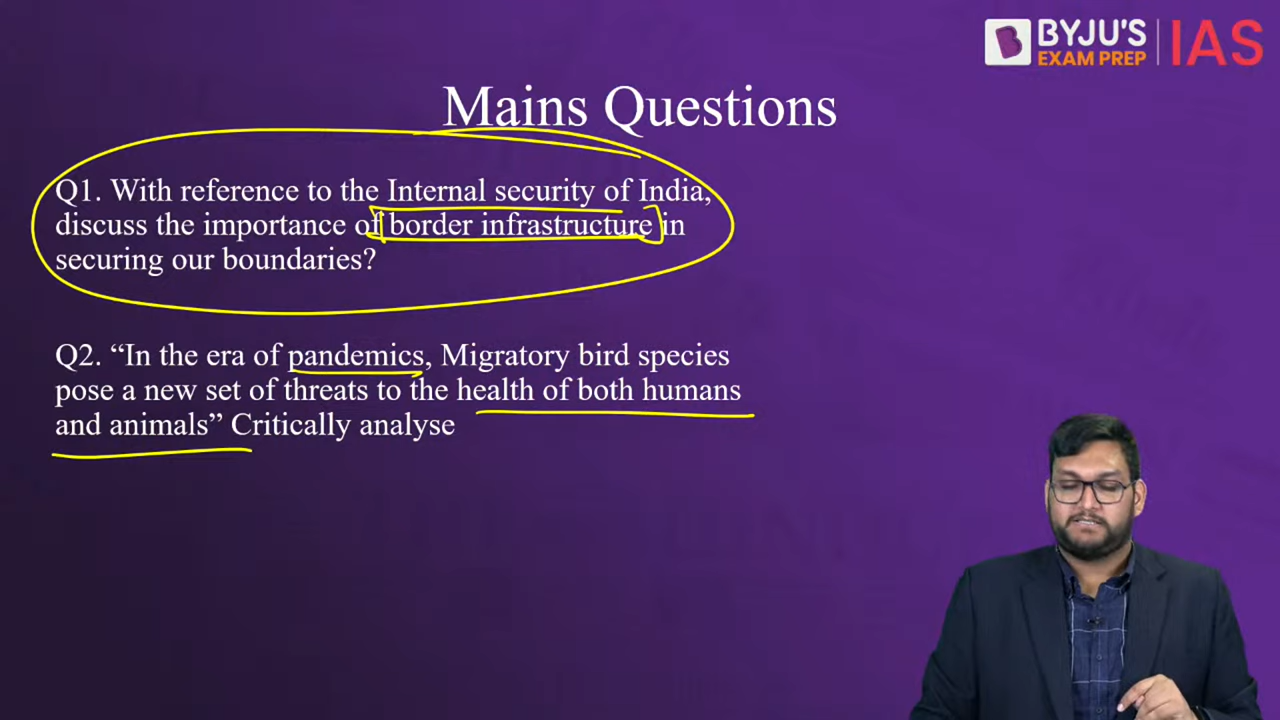 BYJU'S
EXAM PREP
IAS
Mains Questions
Q1. With reference to the Internal security of India,
discuss the importance of border infrastructure in
securing our boundaries?
Q2. “In the era of pandemics, Migratory bird species
pose a new set of threats to the health of both humans
and animals” Critically analyse